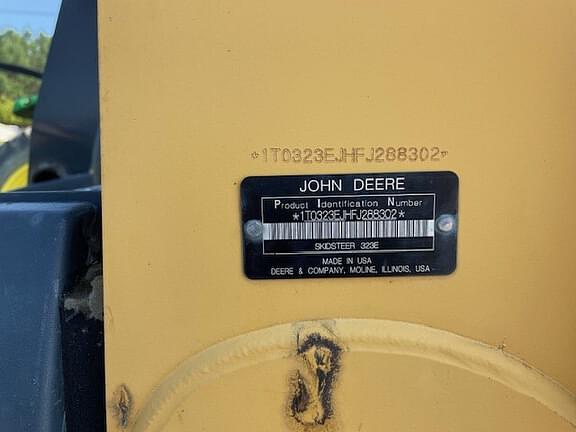 *1T0323EJHFJ288302*
JOHN DEERE
Product Identification Number
*1T0323EJHFJ288302*
SKIDSTEER 323E
MADE IN USA
DEERE & COMPANY, MOLINE, ILLINOIS, USA